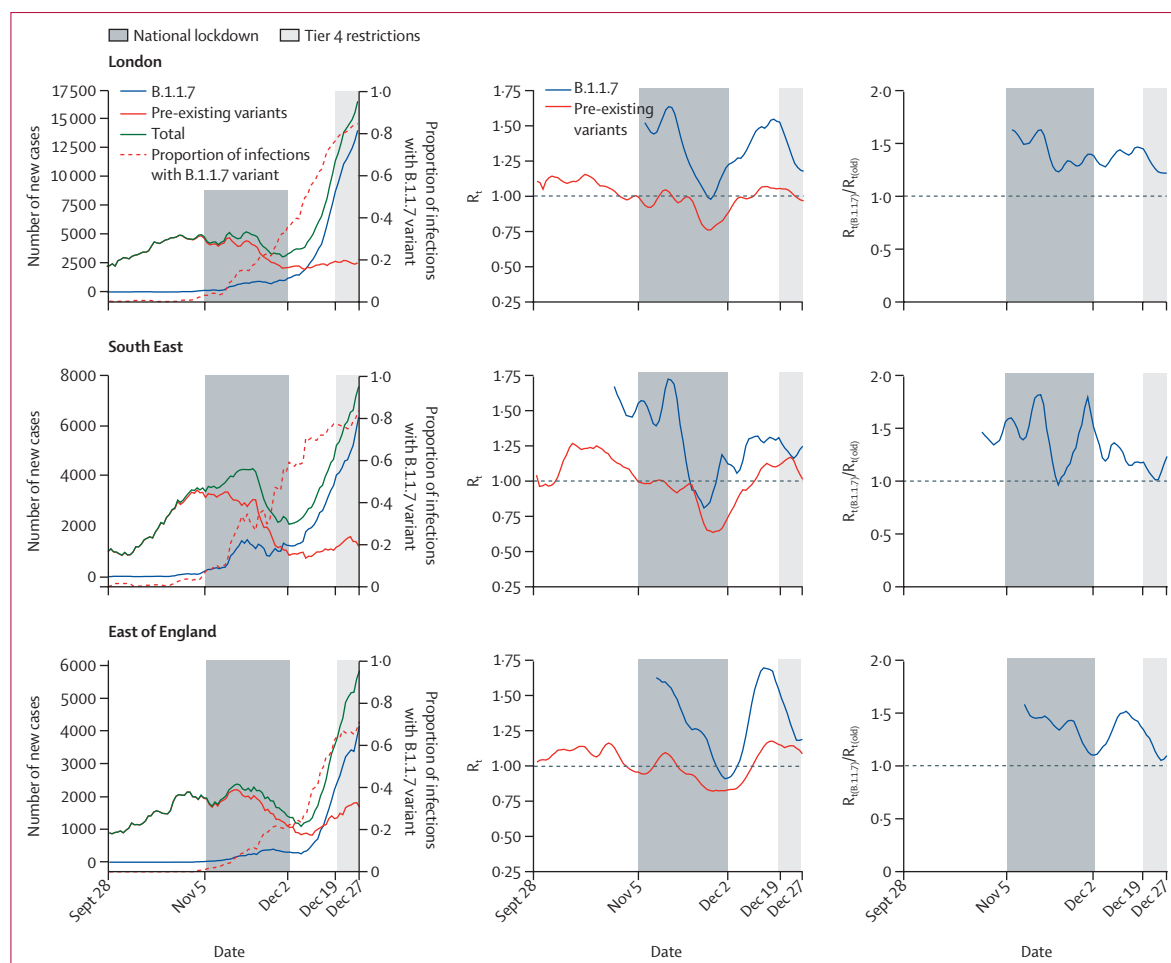 National lockdown
Tier 4 restrictions
London
B.1.1.7
Pre-existing variants
Total
Proportion of infections
with B.1.1.7 variant
Number of new cases
17 500
15 000
12 500
10 000
7500
5000
2500
0
1·0
0·8
0·6
0·4
0·2
0
Proportion of infections
with B.1.1.7 variant
B.1.1.7
Pre-existing
variants
Rt
1·75
1·50
1·25
1·00
0·75
0·50
0·25
Rt(B.1.1.7)/Rt(old)
2·0
1·5
1·0
0·5
0
South East
Number of new cases
8000
6000
4000
2000
0
1·0
0·8
0·6
0·4
0·2
0
Proportion of infections
with B.1.1.7 variant
Rt
1·75
1·50
1·25
1·00
0·75
0·50
0·25
Rt(B.1.1.7)/Rt(old)
2·0
1·5
1·0
0·5
0
East of England
Number of new cases
6000
5000
4000
3000
2000
1000
0
1·0
0·8
0·6
0·4
0·2
0
Proportion of infections
with B.1.1.7 variant
Rt
1·75
1·50
1·25
1·00
0·75
0·50
0·25
Rt(B.1.1.7)/Rt(old)
2·0
1·5
1·0
0·5
0
Sept 28
Nov 5
Dec 2
Dec 19
Dec 27
Date
Sept 28
Nov 5
Dec 2
Dec 19
Dec 27
Date
Sept 28
Nov 5
Dec 2
Dec 19
Dec 27
Date